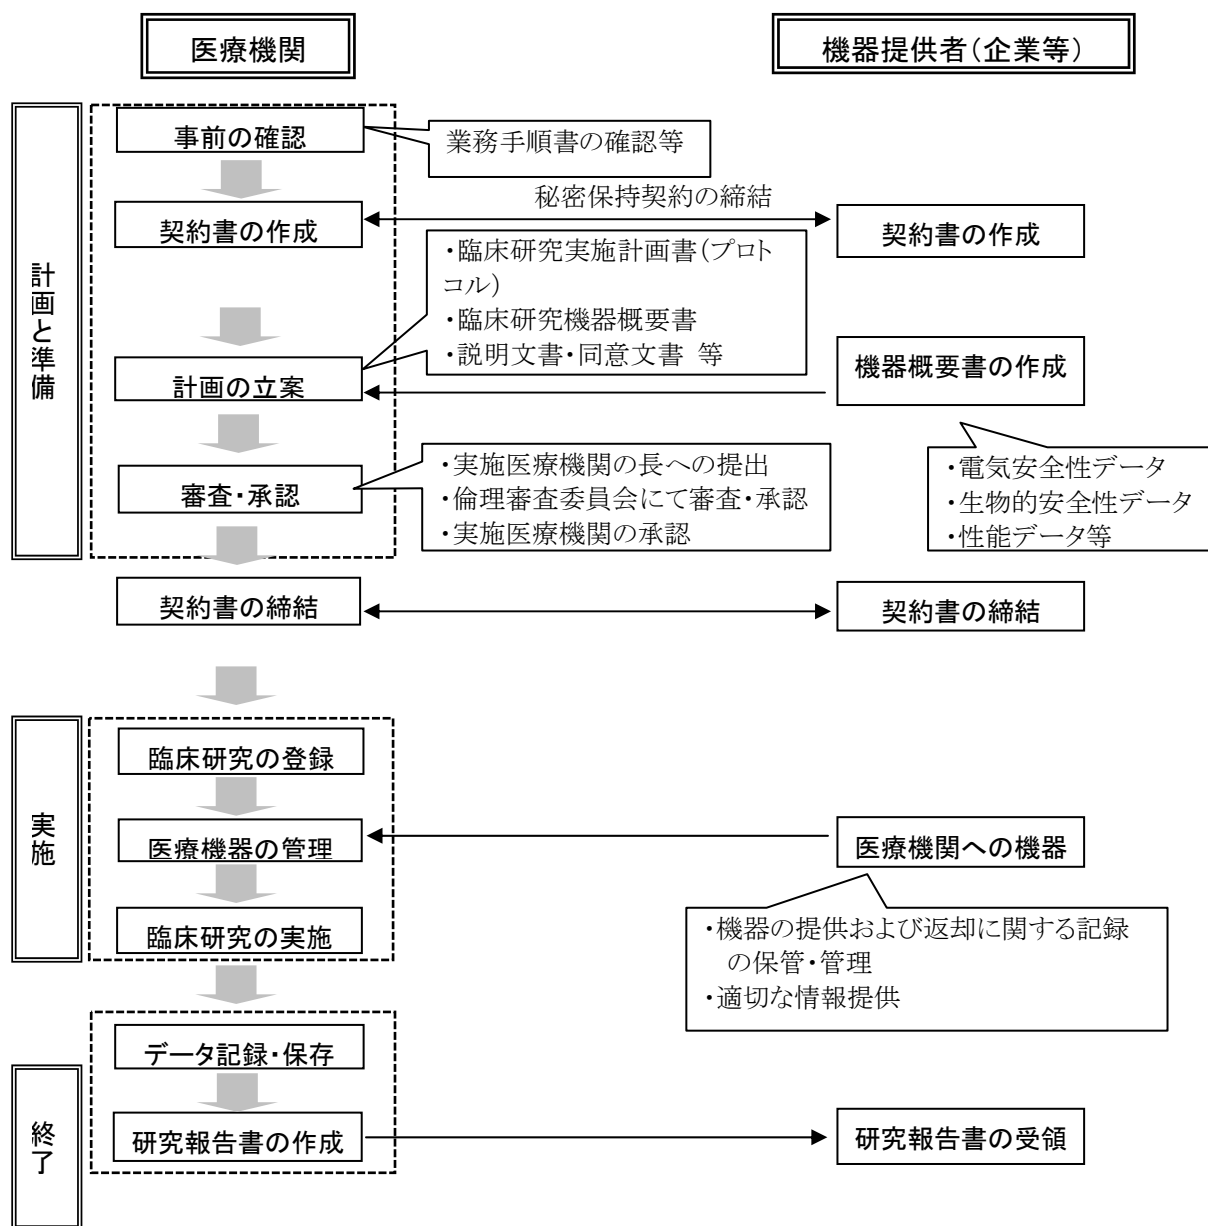 医療機関
機器提供者(企業等)
計画と準備
事前の確認
業務手順書の確認等
契約書の作成
秘密保持契約の締結
契約書の作成
・臨床研究実施計画書(プロト
コル)
・臨床研究機器概要書
・説明文書・同意文書 等
計画の立案
機器概要書の作成
・電気安全性データ
・生物的安全性データ
・性能データ等
審査・承認
・実施医療機関の長への提出
・倫理審査委員会にて審査・承認
・実施医療機関の承認
契約書の締結
契約書の締結
実施
臨床研究の登録
医療機器の管理
医療機関への機器
・機器の提供および返却に関する記録
の保管・管理
・適切な情報提供
臨床研究の実施
終了
データ記録・保存
研究報告書の作成
研究報告書の受領